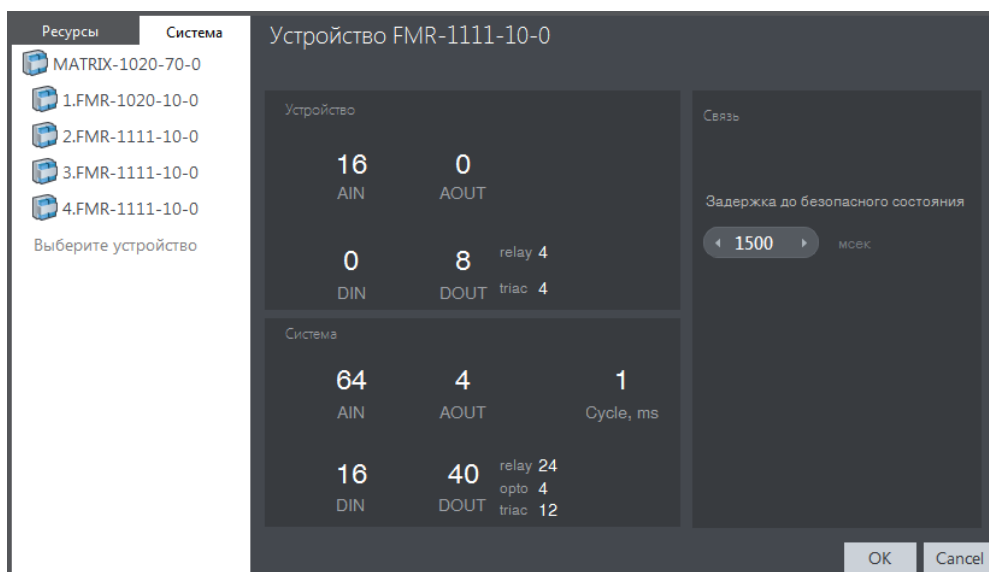 Ресурсы Система
MATRIX-1020-70-0
1.FMR-1020-10-0
2.FMR-1111-10-0
3.FMR-1111-10-0
4.FMR-1111-10-0
Выберите устройство
Устройство FMR-1111-10-0
Устройство
16 0
AIN AOUT
0 8 relay 4
DIN DOUT triac 4
Система
64 4 1
AIN AOUT Cycle, ms
16 40 relay 24
opto 4
DIN DOUT triac 12
Связь
Задержка до безопасного состояния
1500 мсек
OK Cancel